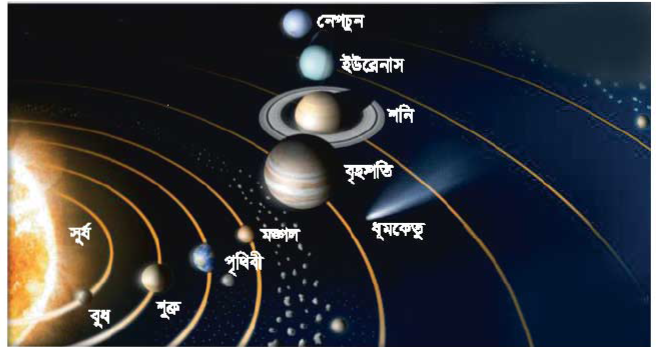 নেপচুন
ইউরেনাস
শনি
বৃহস্পতি
ধূমকেতু
মঙ্গল
সূর্য
পৃথিবী
শুক্র
বুধ